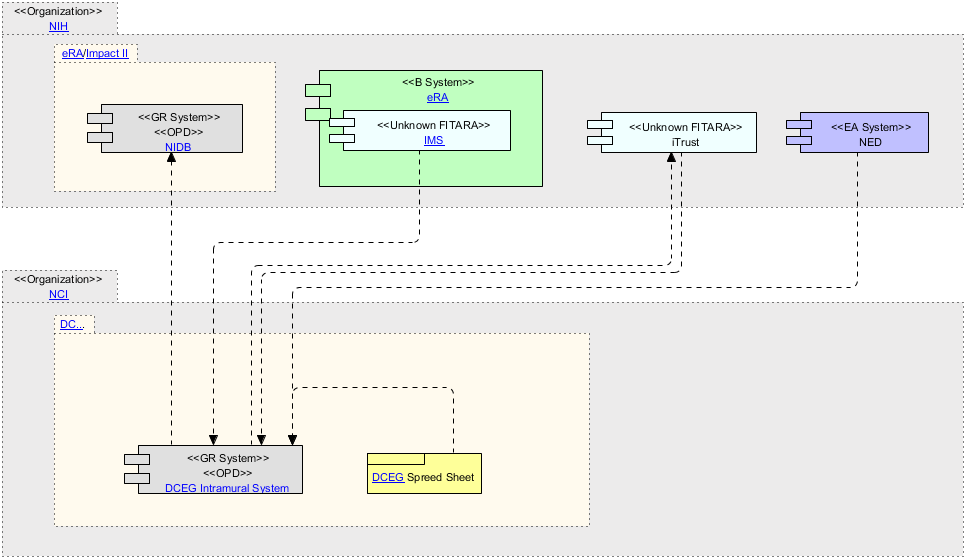 <<Organization>>
NIH
eRA/Impact II
<<GR System>>
<<OPD>>
NIDB
<<B System>>
eRA
<<Unknown FITARA>>
IMS
<<Unknown FITARA>>
iTrust
<<EA System>>
NED
<<Organization>>
NCI
DC...
<<GR System>>
<<OPD>>
DCEG Intramural System
DCEG Spreed Sheet